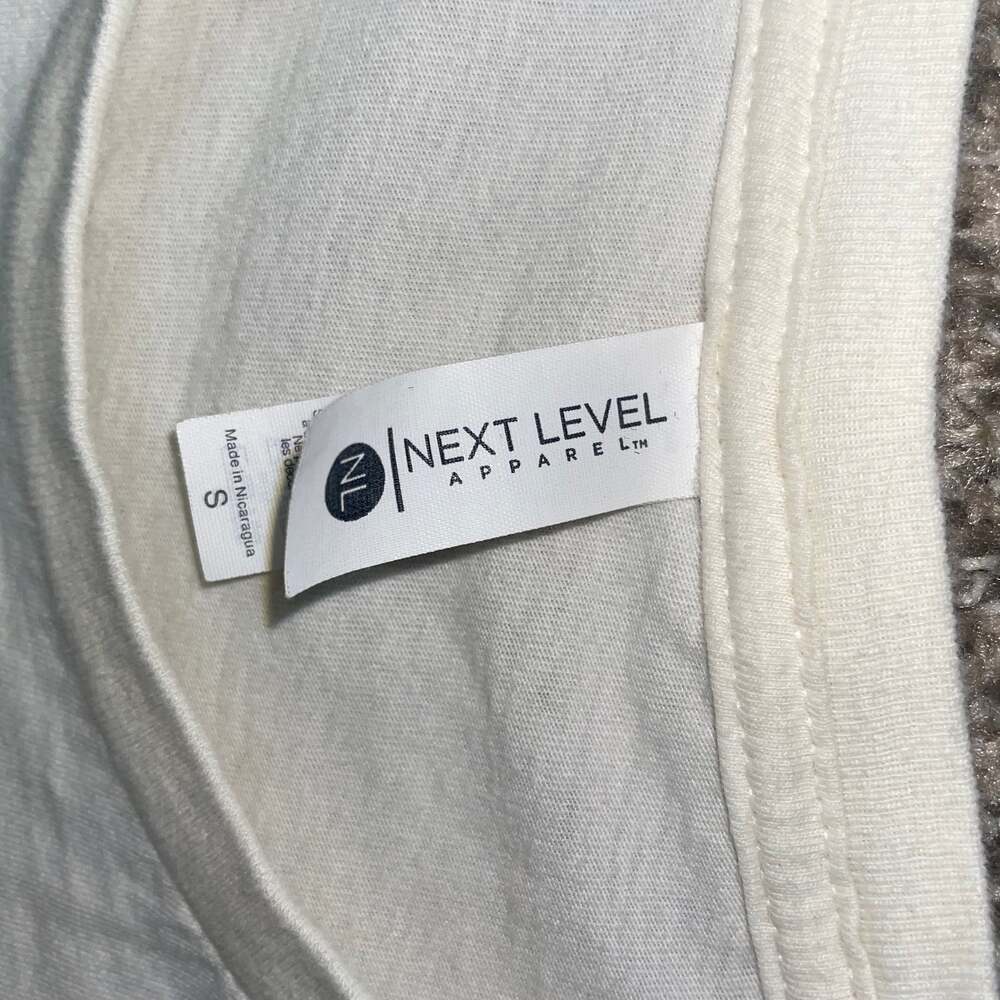 NL
NEXT LEVEL
APPAREL™
Made in Nicaragua
S